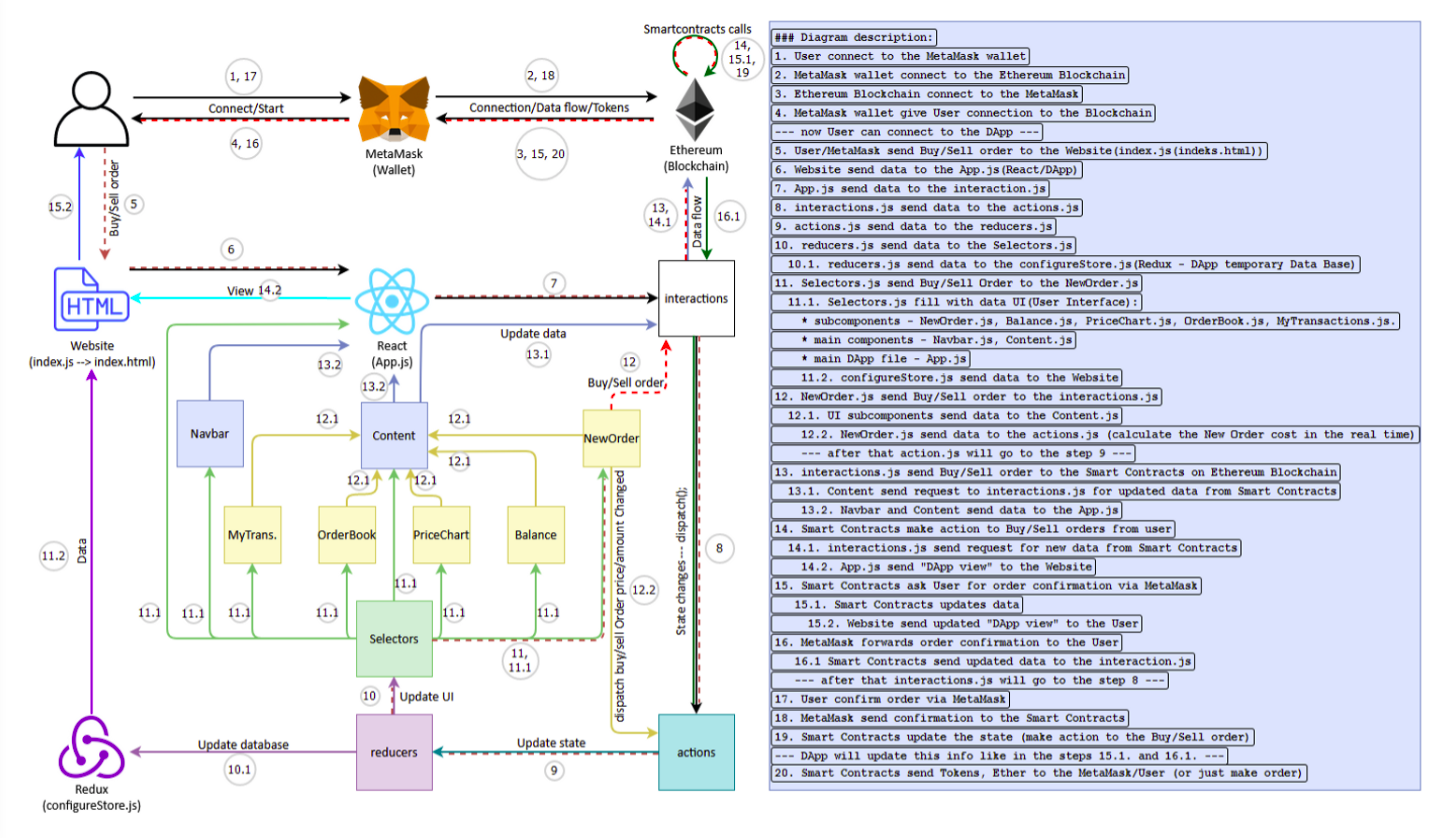 Smartcontracts calls
14,
15.1,
19
1, 17
Connect/Start
4, 16
2, 18
Connection/Data flow/Tokens
3, 15, 20
MetaMask
(Wallet)
Ethereum
(Blockchain)
15.2
Buy/Sell order
5
13,
14.1
Data flow
16.1
6
View 14.2
7
HTML
Website
(index.js --> index.html)
React
(App.js)
interactions
Update data
13.1
13.2
13.2
12
Buy/Sell order
Navbar
12.1
Content
12.1
12.1
NewOrder
12.1
12.1
MyTrans.
OrderBook
PriceChart
Balance
dispatch buy/sell Order price/amount Changed
State changes--- dispatch();
8
11.2
Data
11.1
12.2
11.1
11.1
11.1
11.1
11.1
11.1
Selectors
11,
11.1
10
Update UI
Update database
10.1
reducers
Update state
9
actions
Redux
(configureStore.js)
### Diagram description:
1. User connect to the MetaMask wallet
2. MetaMask wallet connect to the Ethereum Blockchain
3. Ethereum Blockchain connect to the MetaMask
4. MetaMask wallet give User connection to the Blockchain
--- now User can connect to the DApp ---
5. User/MetaMask send Buy/Sell order to the Website(index.js(indeks.html))
6. Website send data to the App.js(React/DApp)
7. App.js send data to the interaction.js
8. interactions.js send data to the actions.js
9. actions.js send data to the reducers.js
10. reducers.js send data to the Selectors.js
10.1. reducers.js send data to the configureStore.js(Redux - DApp temporary Data Base)
11. Selectors.js send Buy/Sell Order to the NewOrder.js
11.1. Selectors.js fill with data UI(User Interface):
* subcomponents - NewOrder.js, Balance.js, PriceChart.js, OrderBook.js, MyTransactions.js.
* main components - Navbar.js, Content.js
* main DApp file - App.js
11.2. configureStore.js send data to the Website
12. NewOrder.js send Buy/Sell order to the interactions.js
12.1. UI subcomponents send data to the Content.js
12.2. NewOrder.js send data to the actions.js (calculate the New Order cost in the real time)
--- after that action.js will go to the step 9 ---
13. interactions.js send Buy/Sell order to the Smart Contracts on Ethereum Blockchain
13.1. Content send request to interactions.js for updated data from Smart Contracts
13.2. Navbar and Content send data to the App.js
14. Smart Contracts make action to Buy/Sell orders from user
14.1. interactions.js send request for new data from Smart Contracts
14.2. App.js send "DApp view" to the Website
15. Smart Contracts ask User for order confirmation via MetaMask
15.1. Smart Contracts updates data
15.2. Website send updated "DApp view" to the User
16. MetaMask forwards order confirmation to the User
16.1 Smart Contracts send updated data to the interaction.js
--- after that interactions.js will go to the step 8 ---
17. User confirm order via MetaMask
18. MetaMask send confirmation to the Smart Contracts
19. Smart Contracts update the state (make action to the Buy/Sell order)
--- DApp will update this info like in the steps 15.1. and 16.1. ---
20. Smart Contracts send Tokens, Ether to the MetaMask/User (or just make order)